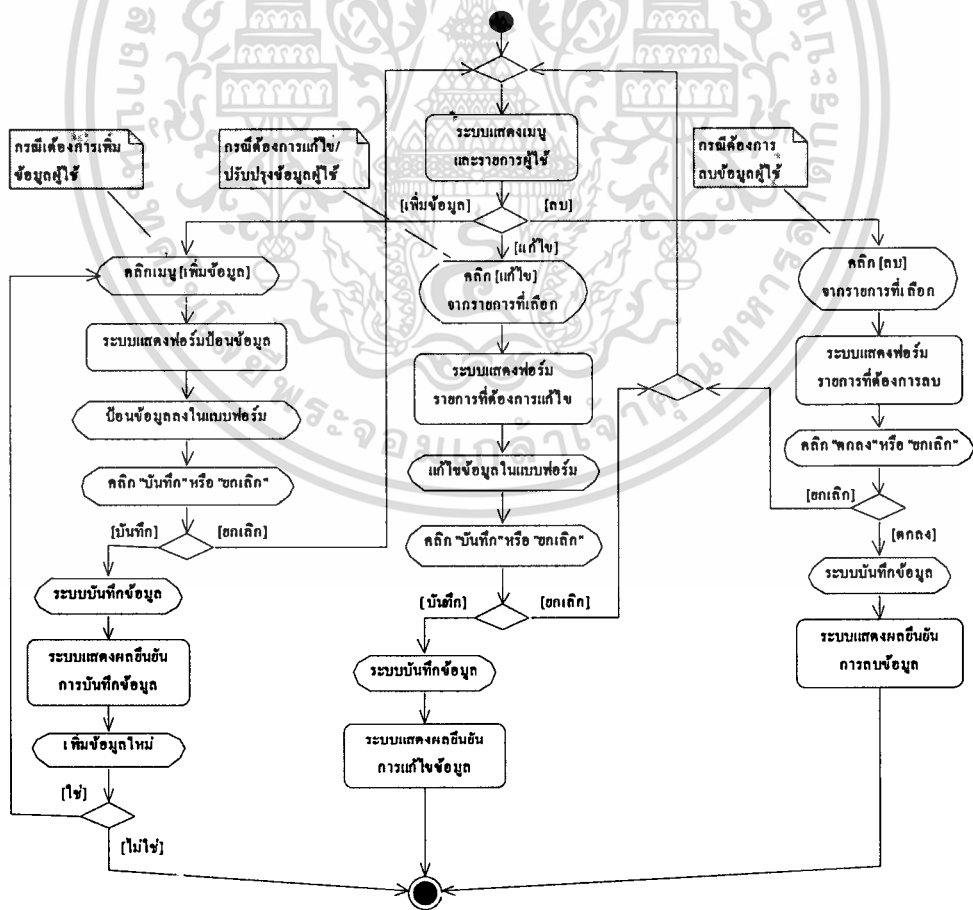 กรณีต้องการเพิ่ม
ข้อมูลผู้ใช้
กรณีต้องการแก้ไข/
ปรับปรุงข้อมูลผู้ใช้
ระบบแสดงเมนู
และรายการผู้ใช้
กรณีต้องการ
ลบข้อมูลผู้ใช้
[เพิ่มข้อมูล]
[ลบ]
[แก้ไข]
คลิกเมนู [เพิ่มข้อมูล]
คลิก [แก้ไข]
จากรายการที่เลือก
คลิก [ลบ]
จากรายการที่เลือก
ระบบแสดงฟอร์มป้อนข้อมูล
ระบบแสดงฟอร์ม
รายการที่ต้องการแก้ไข
ระบบแสดงฟอร์ม
รายการที่ต้องการลบ
ป้อนข้อมูลลงในแบบฟอร์ม
แก้ไขข้อมูลในแบบฟอร์ม
คลิก "ตกลง" หรือ "ยกเลิก"
คลิก "บันทึก" หรือ "ยกเลิก"
[ยกเลิก]
[ตกลง]
[บันทึก]
[ยกเลิก]
คลิก "บันทึก" หรือ "ยกเลิก"
ระบบบันทึกข้อมูล
ระบบบันทึกข้อมูล
[บันทึก]
[ยกเลิก]
ระบบแสดงผลยืนยัน
การบันทึกข้อมูล
ระบบบันทึกข้อมูล
ระบบแสดงผลยืนยัน
การลบข้อมูล
เพิ่มข้อมูลใหม่
ระบบแสดงผลยืนยัน
การแก้ไขข้อมูล
[ใช่]
[ไม่ใช่]
พระจอมเกล้าเจ้าคุณทหาร